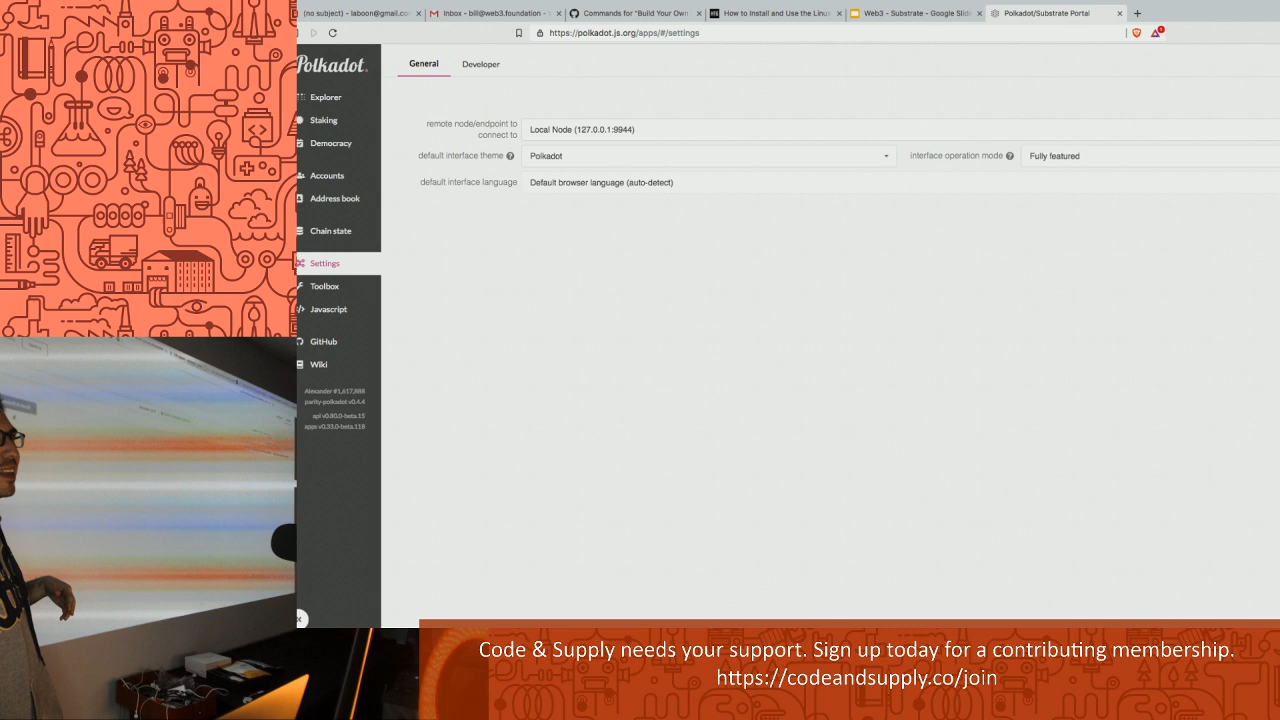 (no subject) - laboon@gmail.co
Inbox - bill@web3.foundation -
Commands for "Build Your Own
How to Install and Use the Linu
Web3 - Substrate - Google Slid
Polkadot/Substrate Portal
https://polkadot.js.org/apps/#/settings
Polkadot.
General
Developer
Explorer
Staking
Democracy
Accounts
Address book
Chain state
Settings
Toolbox
Javascript
GitHub
Wiki
Alexander #1,617,888
parity-polkadot v0.4.4
api v0.80.0-beta.15
apps v0.33.0-beta.118
remote node/endpoint to
connect to
Local Node (127.0.0.1:9944)
default interface theme
Polkadot
interface operation mode
Fully featured
default interface language
Default browser language (auto-detect)
Code & Supply needs your support. Sign up today for a contributing membership.
https://codeandsupply.co/join